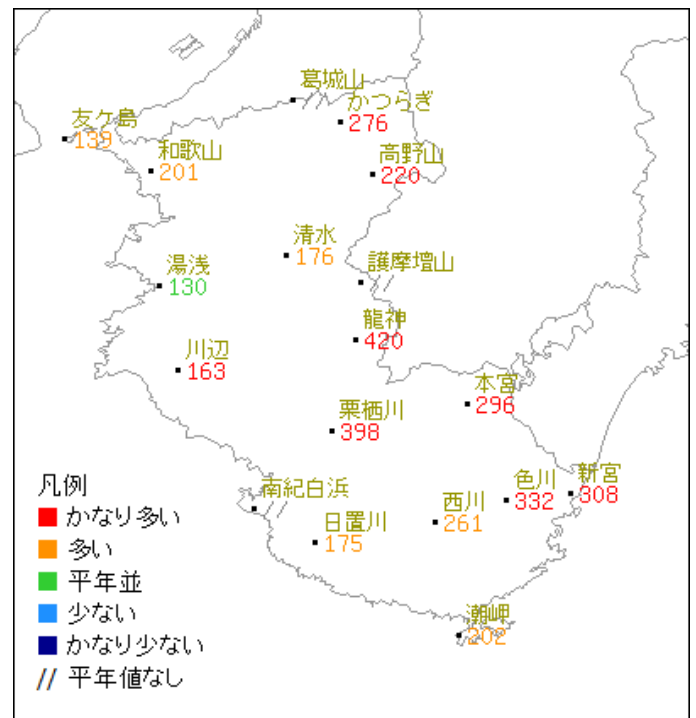 葛城山
友ケ島
かつらぎ
139
276
和歌山
201
高野山
220
清水
176
護摩壇山
湯浅
130
龍神
420
川辺
163
本宮
296
栗栖川
398
南紀白浜
日置川
175
西川
261
色川
332
新宮
308
潮岬
202
凡例
かなり多い
多い
平年並
少ない
かなり少ない
// 平年値なし